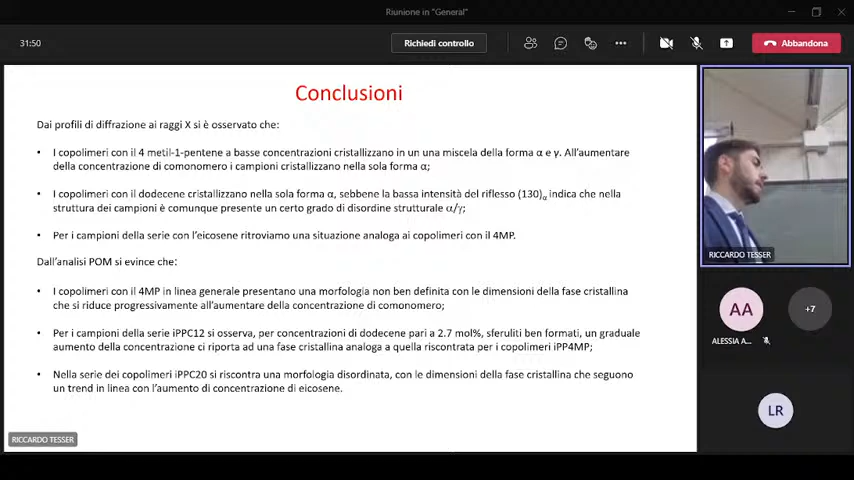 Riunione in "General"
31:50
Richiedi controllo
Abbandona
Conclusioni
Dai profili di diffrazione ai raggi X si è osservato che:
• I copolimeri con il 4 metil-1-pentene a basse concentrazioni cristallizzano in un una miscela della forma α e γ. All'aumentare
della concentrazione di comonomero i campioni cristallizzano nella sola forma α;
• I copolimeri con il dodecene cristallizzano nella sola forma α, sebbene la bassa intensità del riflesso (130)α indica che nella
struttura dei campioni è comunque presente un certo grado di disordine strutturale α/γ;
• Per i campioni della serie con l'eicosene ritroviamo una situazione analoga ai copolimeri con il 4MP.
Dall'analisi POM si evince che:
• I copolimeri con il 4MP in linea generale presentano una morfologia non ben definita con le dimensioni della fase cristallina
che si riduce progressivamente all'aumentare della concentrazione di comonomero;
• Per i campioni della serie iPPC12 si osserva, per concentrazioni di dodecene pari a 2.7 mol%, sferuliti ben formati, un graduale
aumento della concentrazione ci riporta ad una fase cristallina analoga a quella riscontrata per i copolimeri iPP4MP;
• Nella serie dei copolimeri iPPC20 si riscontra una morfologia disordinata, con le dimensioni della fase cristallina che seguono
un trend in linea con l'aumento di concentrazione di eicosene.
RICCARDO TESSER
RICCARDO TESSER
AA
+7
ALESSIA A...
LR